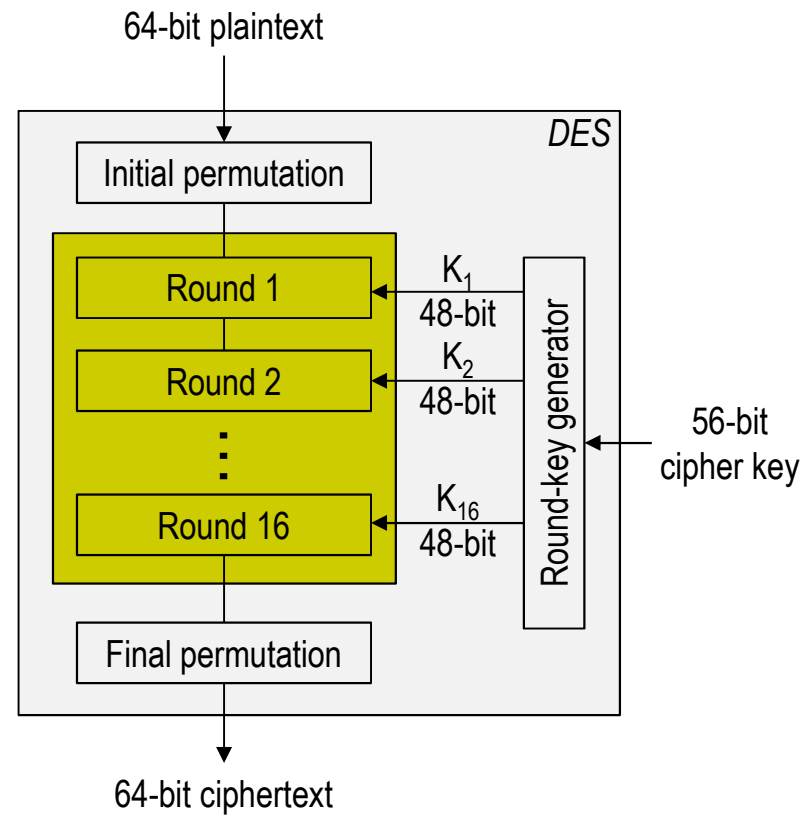 64-bit plaintext
DES
Initial permutation
Round 1
K₁
48-bit
Round 2
K₂
48-bit
⋮
Round 16
K₁₆
48-bit
Round-key generator
56-bit
cipher key
Final permutation
64-bit ciphertext